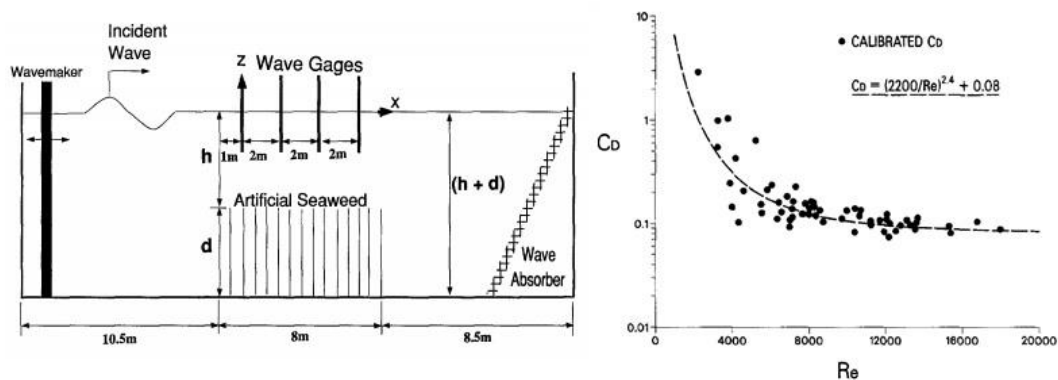 Incident
Wave
Wavemaker
Z
Wave Gages
X
1m
2m
2m
2m
h
(h + d)
Artificial Seaweed
d
Wave
Absorber
10.5m
8m
8.5m
CALIBRATED CD
CD = (2200/Re)^2.4 + 0.08
10
1
CD
0.1
0.01
0
4000
8000
12000
16000
20000
Re